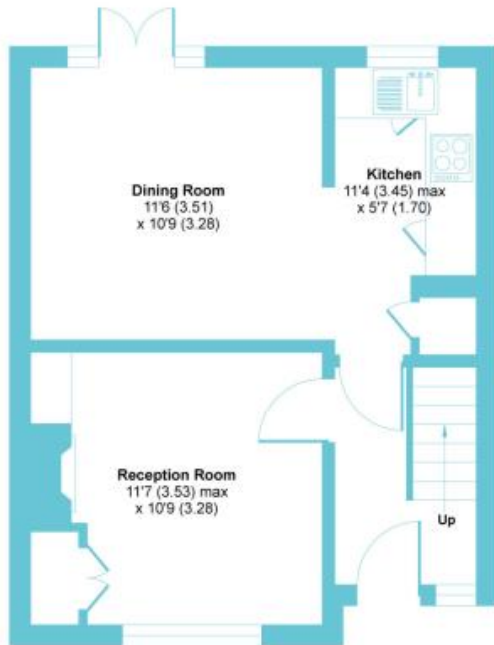 Dining Room
11'6 (3.51)
x 10'9 (3.28)
Kitchen
11'4 (3.45) max
x 5'7 (1.70)
Reception Room
11'7 (3.53) max
x 10'9 (3.28)
Up